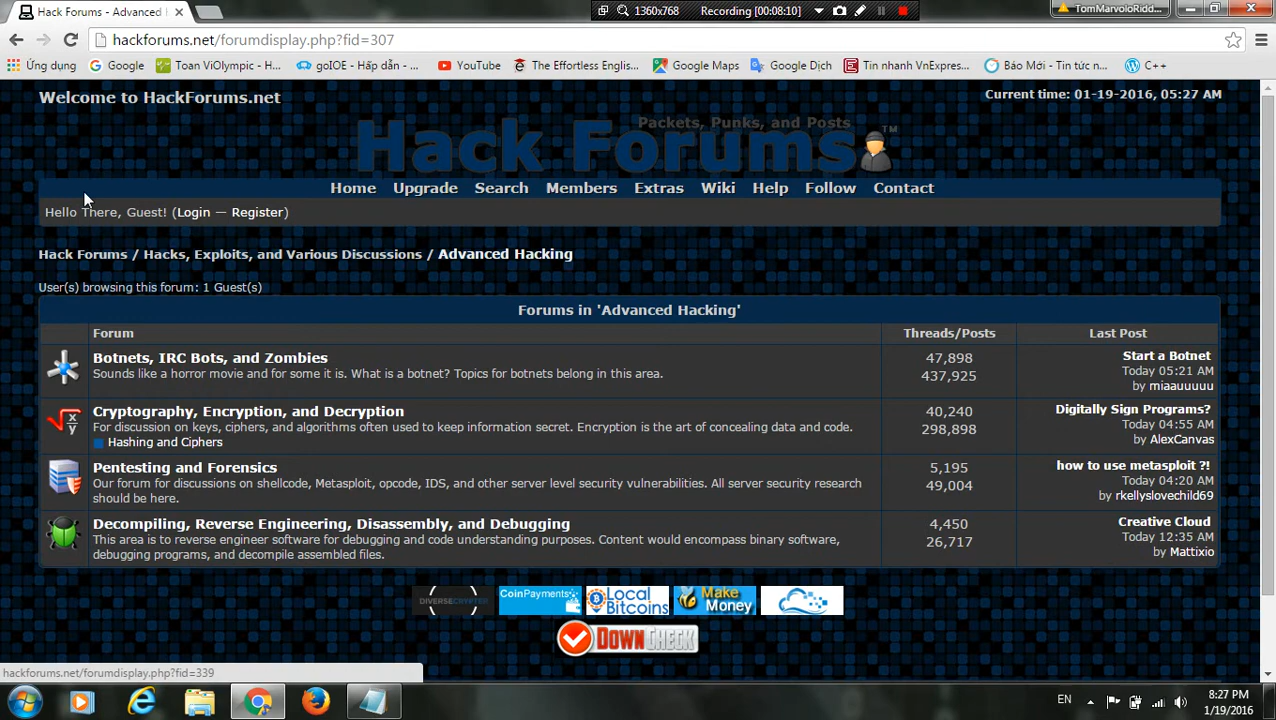 Hack Forums - Advanced
1360x768
Recording [00:08:10]
TomMarvoloRidd...
hackforums.net/forumdisplay.php?fid=307
Ứng dụng
Google
Toan ViOlympic - H...
goIOE - Hấp dẫn - ...
YouTube
The Effortless Englis...
Google Maps
Google Dịch
Tin nhanh VnExpres...
Báo Mới - Tin tức n...
C++
Welcome to HackForums.net
Current time: 01-19-2016, 05:27 AM
Packets, Punks, and Posts
Hack Forums™
Home Upgrade Search Members Extras Wiki Help Follow Contact
Hello There, Guest! (Login — Register)
Hack Forums / Hacks, Exploits, and Various Discussions / Advanced Hacking
User(s) browsing this forum: 1 Guest(s)
Forums in 'Advanced Hacking'
Forum Threads/Posts Last Post
Botnets, IRC Bots, and Zombies
Sounds like a horror movie and for some it is. What is a botnet? Topics for botnets belong in this area.
47,898
437,925
Start a Botnet
Today 05:21 AM
by miaauuuuu
Cryptography, Encryption, and Decryption
For discussion on keys, ciphers, and algorithms often used to keep information secret. Encryption is the art of concealing data and code.
Hashing and Ciphers
x
y
40,240
298,898
Digitally Sign Programs?
Today 04:55 AM
by AlexCanvas
Pentesting and Forensics
Our forum for discussions on shellcode, Metasploit, opcode, IDS, and other server level security vulnerabilities. All server security research
should be here.
5,195
49,004
how to use metasploit ?!
Today 04:20 AM
by rkellyslovechild69
Decompiling, Reverse Engineering, Disassembly, and Debugging
This area is to reverse engineer software for debugging and code understanding purposes. Content would encompass binary software,
debugging programs, and decompile assembled files.
4,450
26,717
Creative Cloud
Today 12:35 AM
by Mattixio
DIVERSECRYPTER
CoinPayments
Local
Bitcoins
Make
Money
DOWNCHECK
hackforums.net/forumdisplay.php?fid=339
EN
8:27 PM
1/19/2016